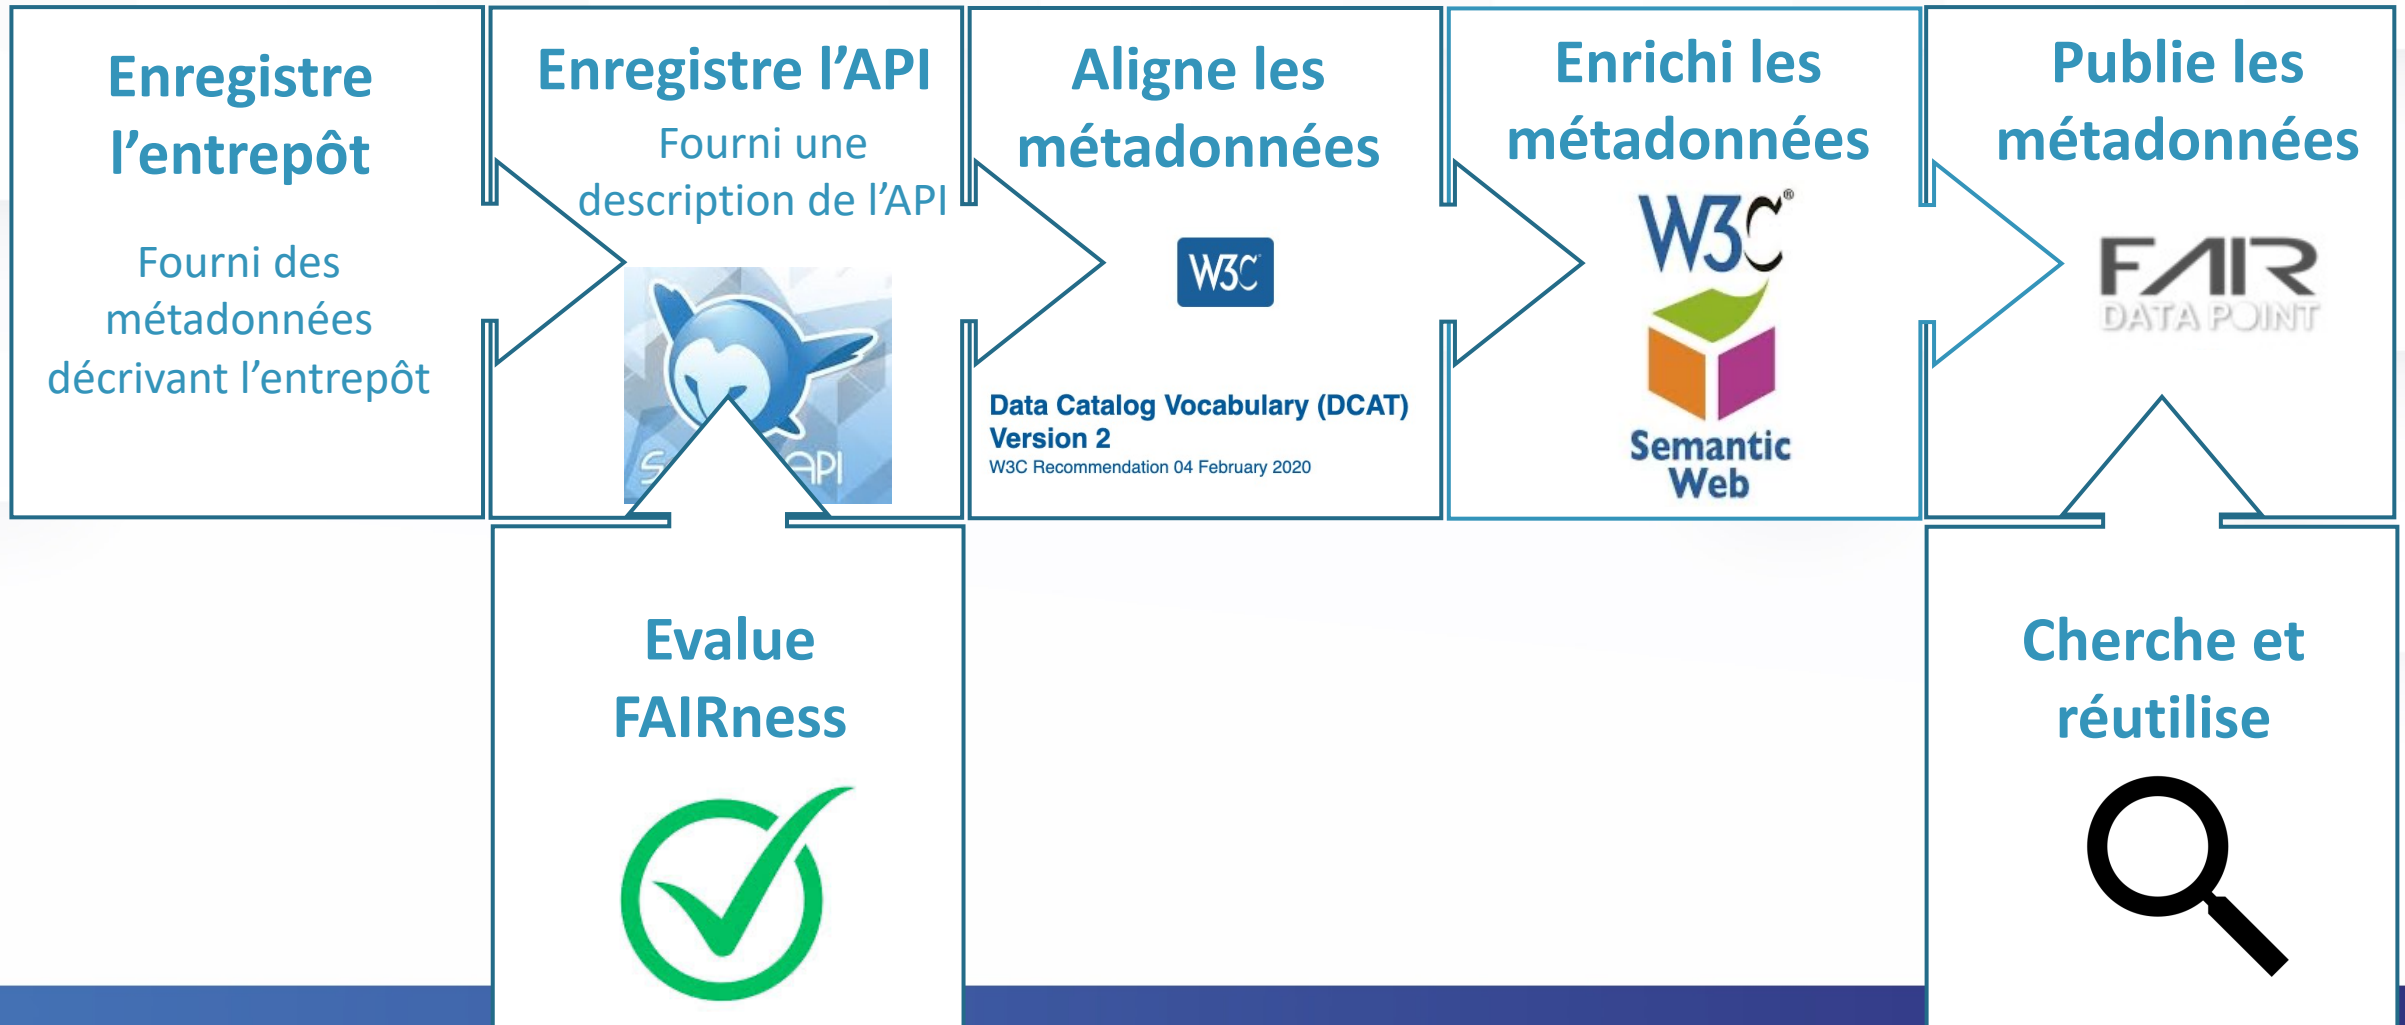 Enregistre
l’entrepôt
Fourni des
métadonnées
décrivant l’entrepôt
Enregistre l’API
Fourni une
description de l’API
API
Aligne les
métadonnées
W3C
Data Catalog Vocabulary (DCAT)
Version 2
W3C Recommendation 04 February 2020
Enrichi les
métadonnées
W3C®
Semantic
Web
Publie les
métadonnées
FAIR
DATA POINT
Evalue
FAIRness
Cherche et
réutilise